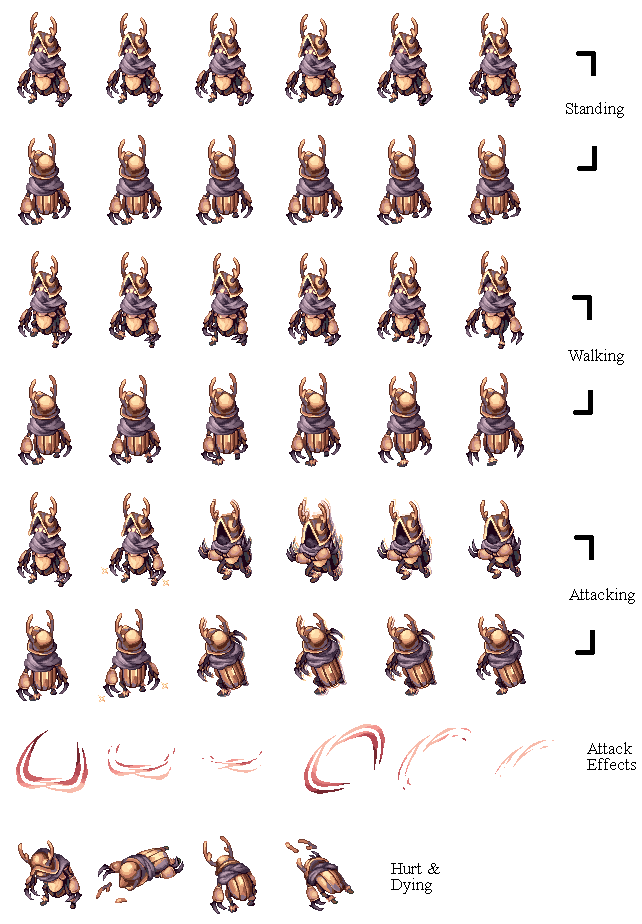 Standing
Walking
Attacking
Attack
Effects
Hurt &
Dying